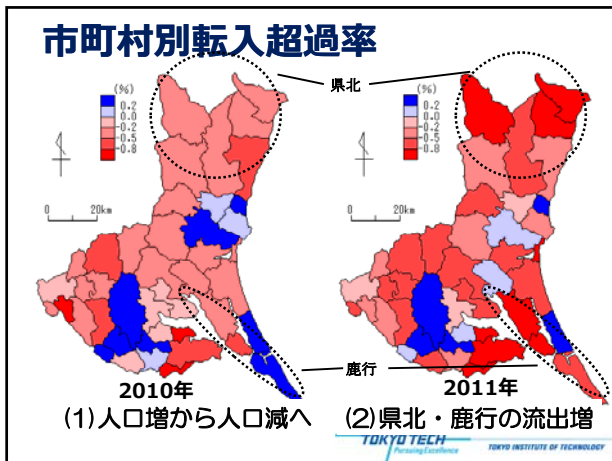 市町村別転入超過率
県北
(%)
0.2
0.0
-0.2
-0.5
-0.8
0 20km
(%)
0.2
0.0
-0.2
-0.5
-0.8
0 20km
鹿行
2010年
2011年
(1)人口増から人口減へ
(2)県北・鹿行の流出増
TOKYO TECH
Pursuing Excellence
TOKYO INSTITUTE OF TECHNOLOGY